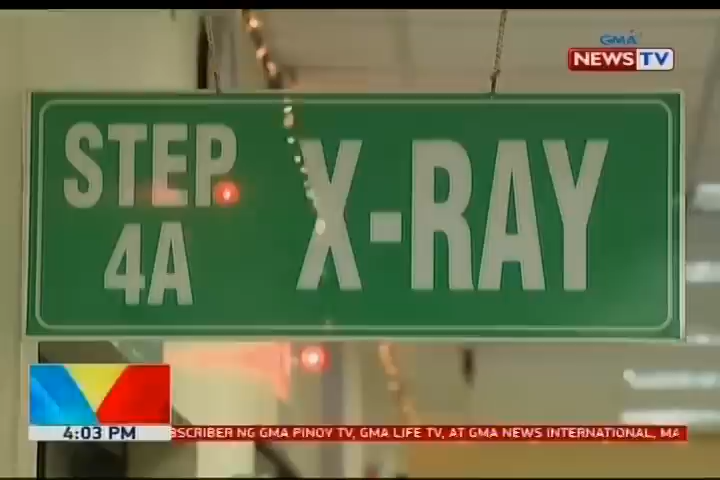 GMA
NEWS TV
STEP
4A
X-RAY
4:03 PM
BSCRIBER NG GMA PINOY TV, GMA LIFE TV, AT GMA NEWS INTERNATIONAL, MA